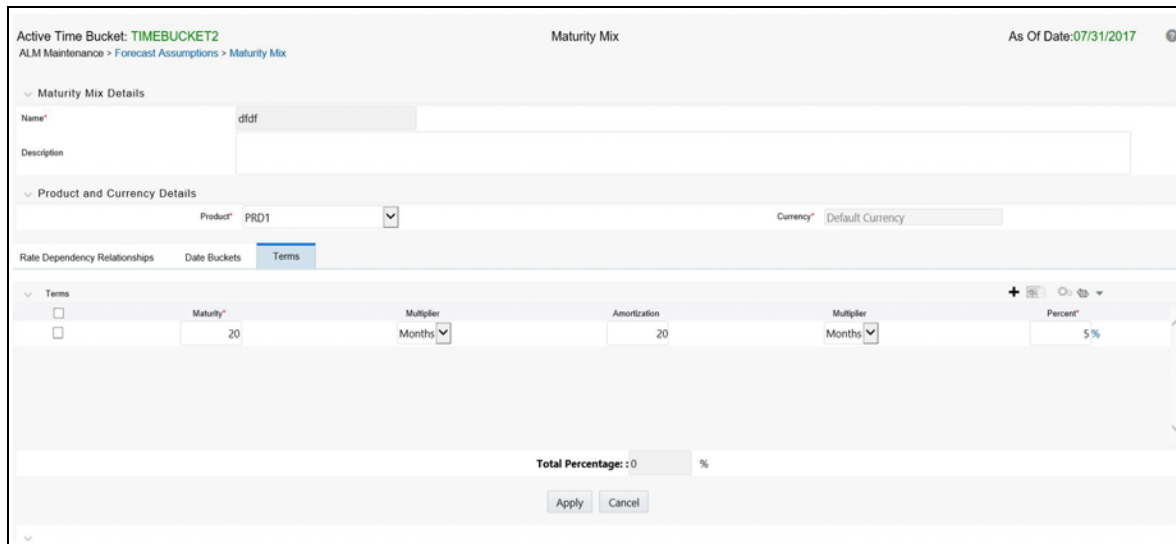 Active Time Bucket: TIMEBUCKET2 Maturity Mix As Of Date:07/31/2017
ALM Maintenance > Forecast Assumptions > Maturity Mix
Maturity Mix Details
Name* dfdf
Description
Product and Currency Details
Product* PRD1 Currency* Default Currency
Rate Dependency Relationships Date Buckets Terms
Terms
Maturity* Multiplier Amortization Multiplier Percent*
20 Months 20 Months 5%
Total Percentage: :0 %
Apply Cancel